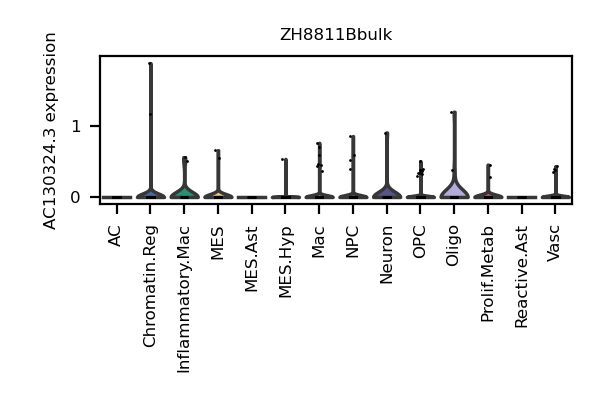 ZH8811Bbulk
AC130324.3 expression
1
0
AC
Chromatin.Reg
Inflammatory.Mac
MES
MES.Ast
MES.Hyp
Mac
NPC
Neuron
OPC
Oligo
Prolif.Metab
Reactive.Ast
Vasc